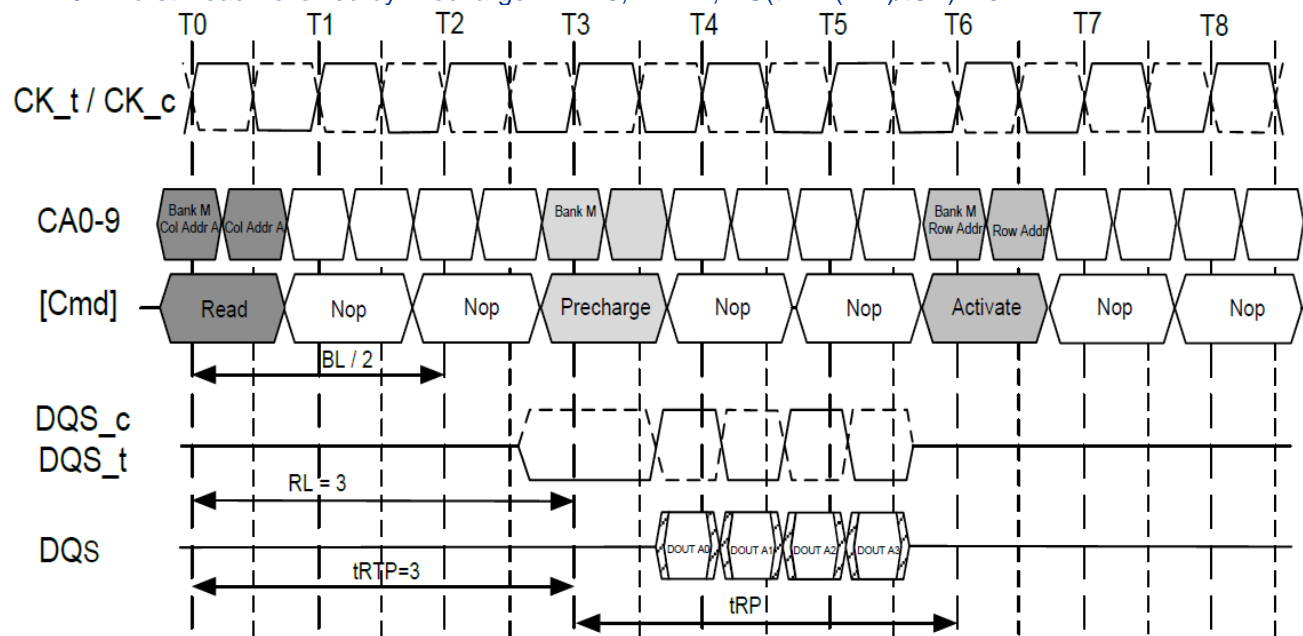 T0 T1 T2 T3 T4 T5 T6 T7 T8
CK_t / CK_c
CA0-9
Bank M
Col Addr A
Col Addr A
Bank M
Bank M
Row Addr
Row Addr
[Cmd]
Read Nop Nop Precharge Nop Nop Activate Nop Nop
BL / 2
DQS_c
DQS_t
RL = 3
DQs
DOUT A0 DOUT A1 DOUT A2 DOUT A3
tRTP=3
tRP